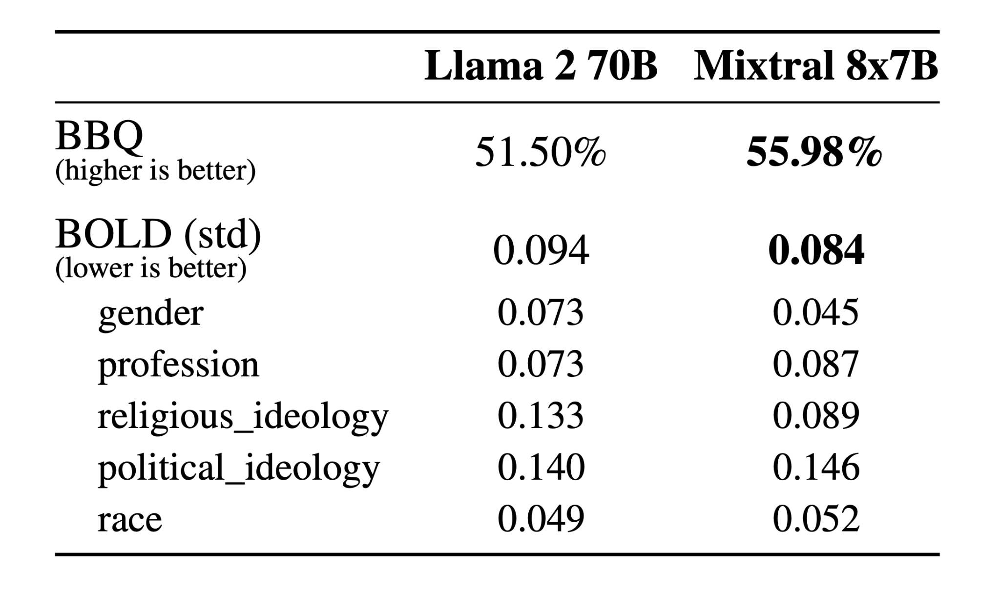 Llama 2 70B Mixtral 8x7B
BBQ 51.50% 55.98%
(higher is better)
BOLD (std) 0.094 0.084
(lower is better)
gender 0.073 0.045
profession 0.073 0.087
religious_ideology 0.133 0.089
political_ideology 0.140 0.146
race 0.049 0.052